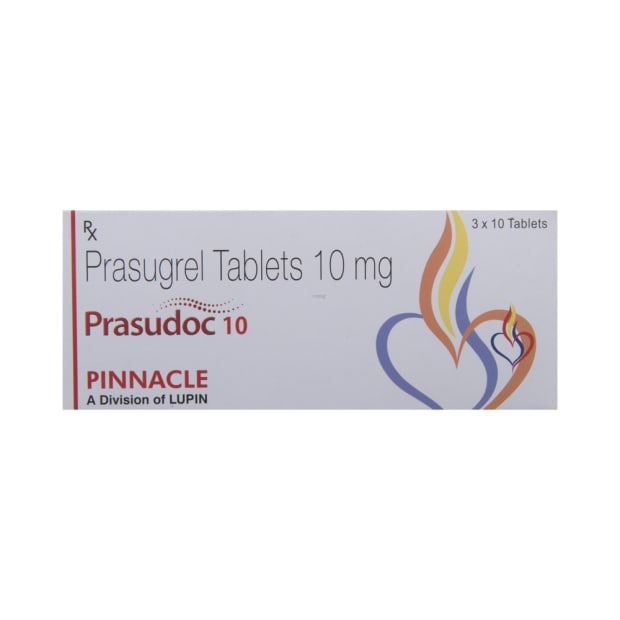 Rx
3 x 10 Tablets
Prasugrel Tablets 10 mg
Prasudoc 10
PINNACLE
A Division of LUPIN